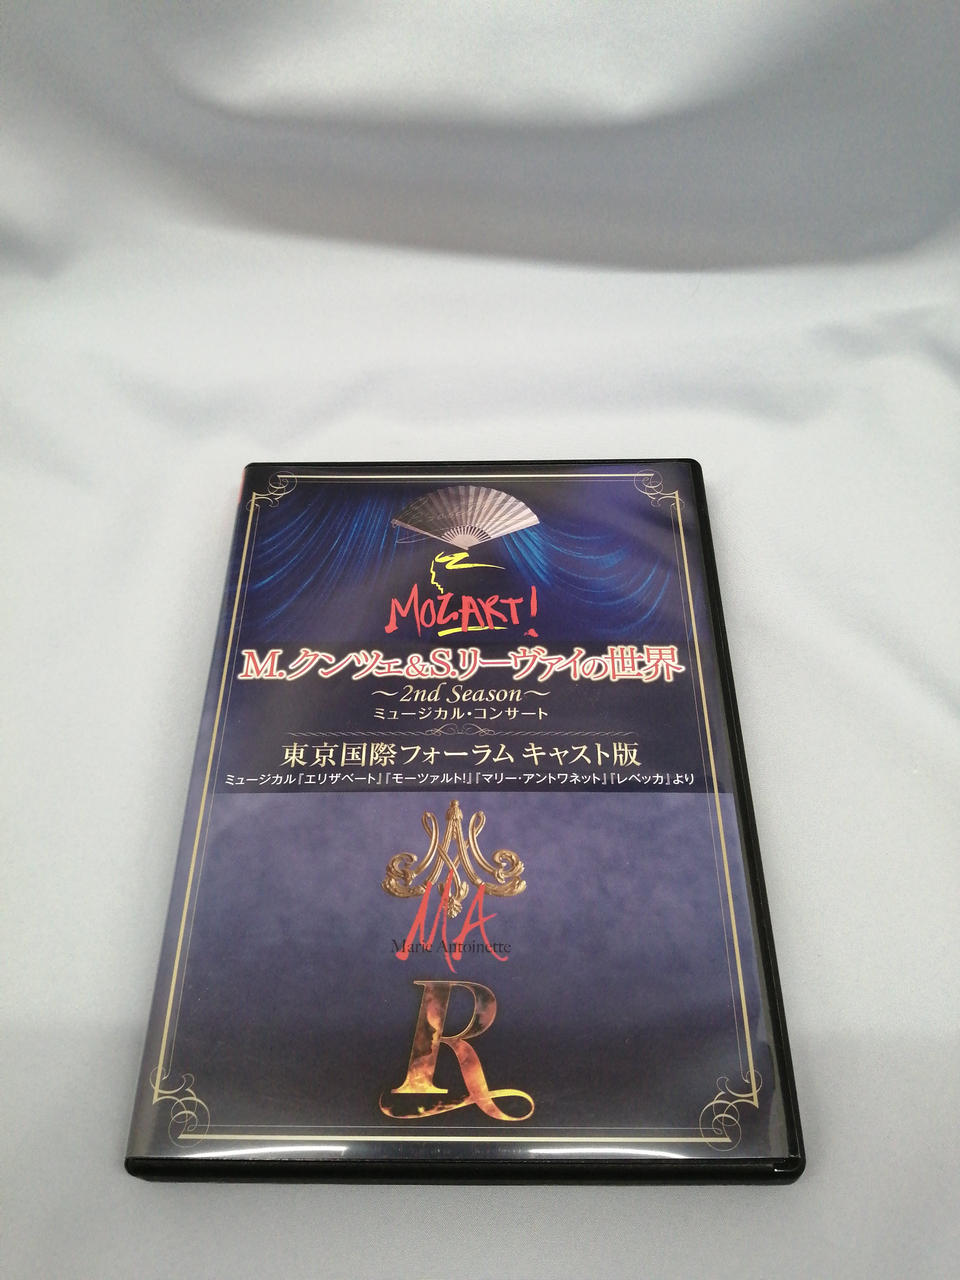 MOZART!
M.クンツェ&S.リーヴァイの世界
～2nd Season～
ミュージカル・コンサート
東京国際フォーラム キャスト版
ミュージカル『エリザベート』『モーツァルト!』『マリー・アントワネット』『レベッカ』より
MA
Marie Antoinette
R